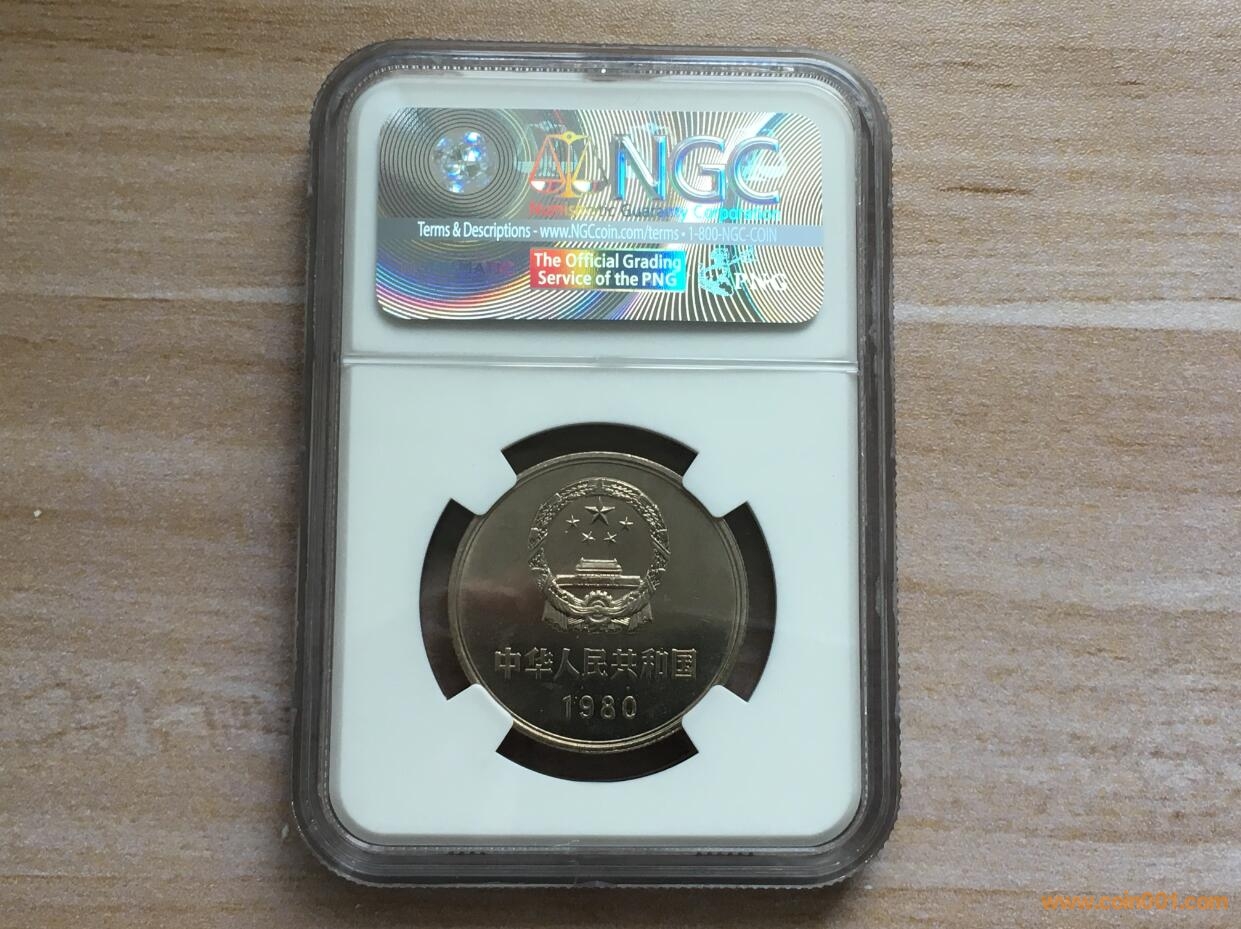 NGC
Numismatic Guaranty Corporation
Terms & Descriptions - www.NGCcoin.com/terms • 1-800-NGC-COIN
The Official Grading
Service of the PNG
PNG
中华人民共和国
1980
www.coin001.com